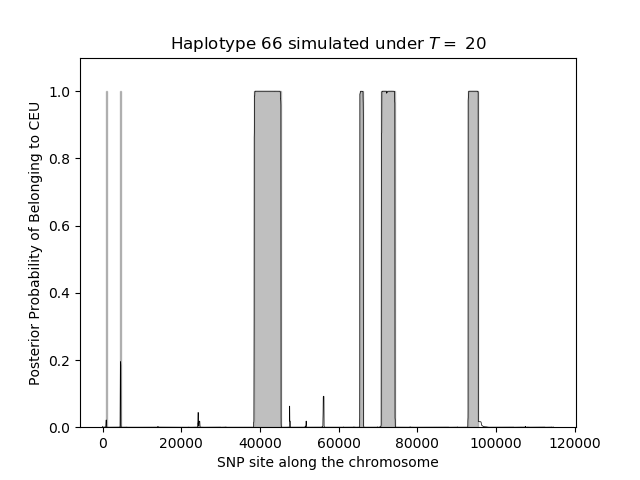 Haplotype 66 simulated under T = 20
Posterior Probability of Belonging to CEU
1.0
0.8
0.6
0.4
0.2
0.0
0 20000 40000 60000 80000 100000 120000
SNP site along the chromosome